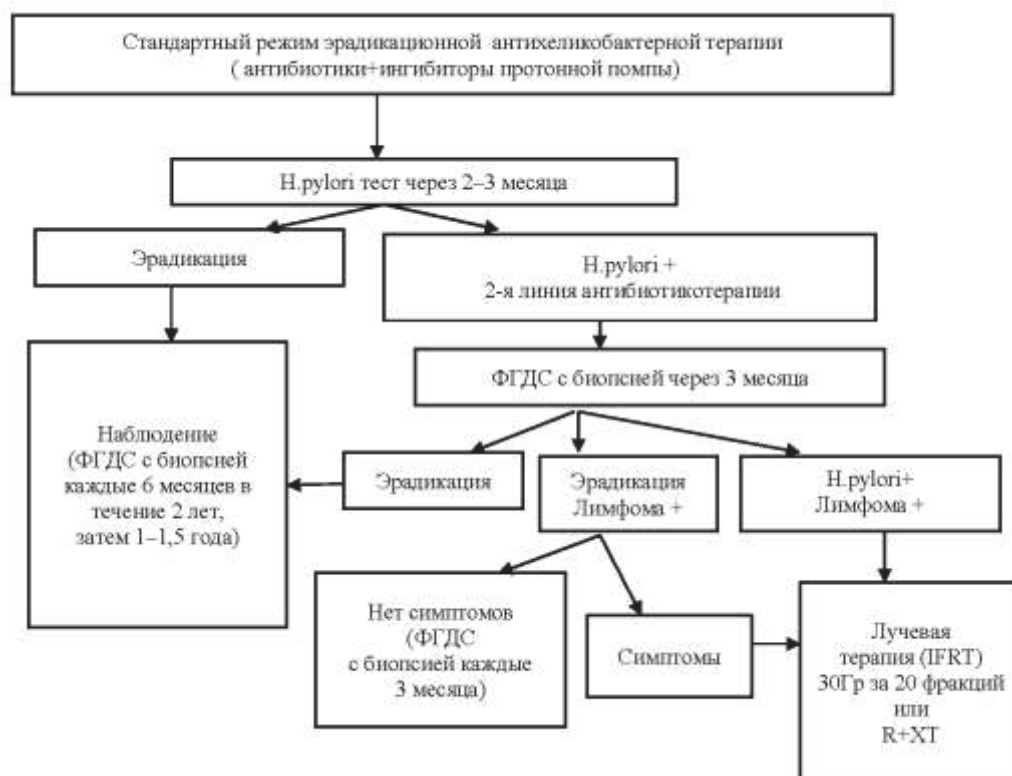 Стандартный режим эрадикационной антихеликобактерной терапии
( антибиотики+ингибиторы протонной помпы)
H.pylori тест через 2–3 месяца
Эрадикация
H.pylori +
2-я линия антибиотикотерапии
ФГДС с биопсией через 3 месяца
Наблюдение
(ФГДС с биопсией
каждые 6 месяцев в
течение 2 лет,
затем 1–1,5 года)
Эрадикация
Эрадикация
Лимфома +
H.pylori+
Лимфома +
Нет симптомов
(ФГДС
с биопсией каждые
3 месяца)
Симптомы
Лучевая
терапия (IFRT)
30Гр за 20 фракций
или
R+XT